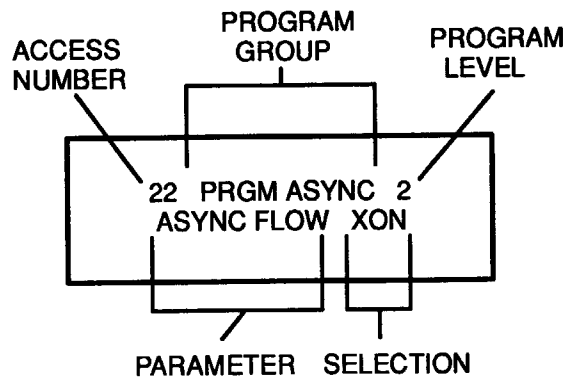 ACCESS
NUMBER
PROGRAM
GROUP
PROGRAM
LEVEL
22 PRGM ASYNC 2
ASYNC FLOW XON
PARAMETER SELECTION